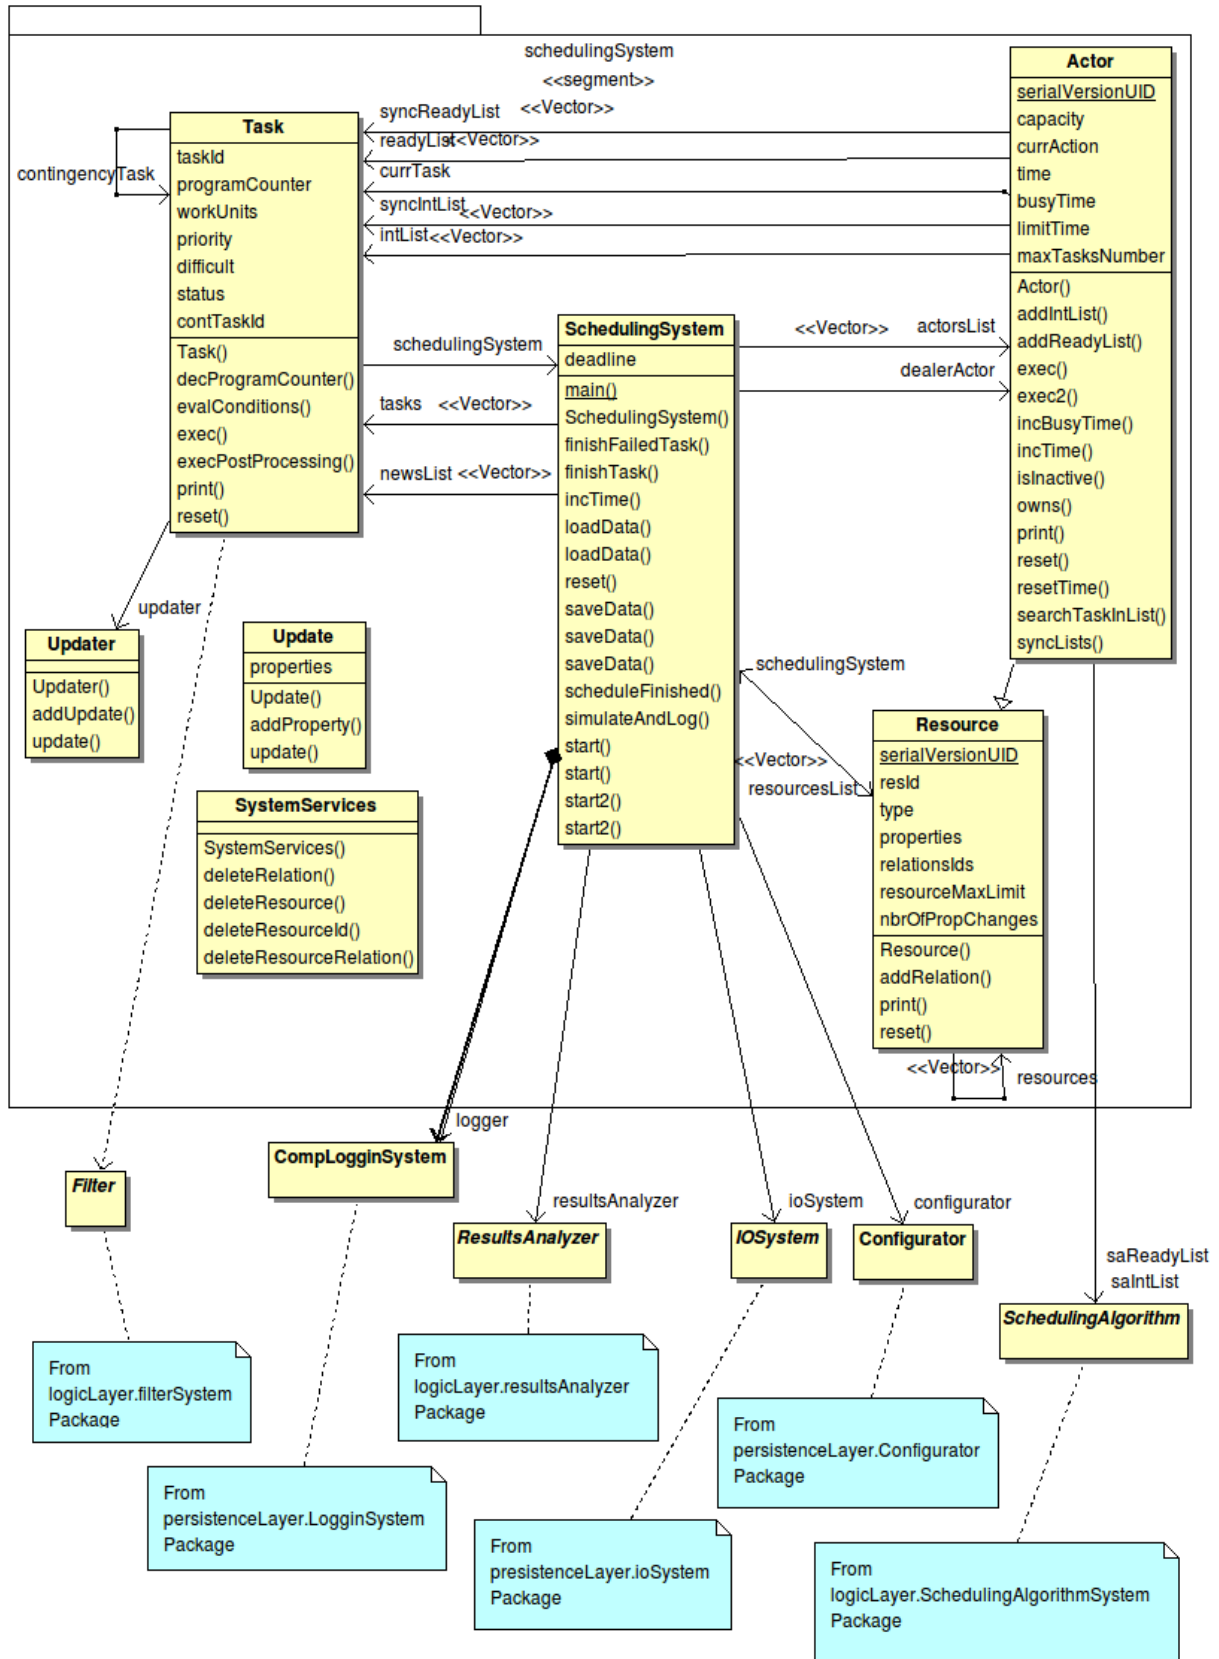 schedulingSystem
<<segment>>
Actor
serialVersionUID
capacity
currAction
time
busyTime
limitTime
maxTasksNumber
Actor()
addIntList()
addReadyList()
exec()
exec2()
incBusyTime()
incTime()
isInactive()
owns()
print()
reset()
resetTime()
searchTaskInList()
syncLists()
syncReadyList <<Vector>>
readyList <<Vector>>
currTask
syncIntList <<Vector>>
intList <<Vector>>
contingencyTask
Task
taskId
programCounter
workUnits
priority
difficult
status
contTaskId
Task()
decProgramCounter()
evalConditions()
exec()
execPostProcessing()
print()
reset()
schedulingSystem
tasks <<Vector>>
newsList <<Vector>>
SchedulingSystem
deadline
main()
SchedulingSystem()
finishFailedTask()
finishTask()
incTime()
loadData()
loadData()
reset()
saveData()
saveData()
saveData()
scheduleFinished()
simulateAndLog()
start()
start()
start2()
start2()
<<Vector>> actorsList
dealerActor
updater
Updater
Updater()
addUpdate()
update()
Update
properties
Update()
addProperty()
update()
SystemServices
SystemServices()
deleteRelation()
deleteResource()
deleteResourceId()
deleteResourceRelation()
schedulingSystem
<<Vector>>
resourcesList
Resource
serialVersionUID
resId
type
properties
relationsIds
resourceMaxLimit
nbrOfPropChanges
Resource()
addRelation()
print()
reset()
<<Vector>>
resources
logger
CompLogginSystem
Filter
resultsAnalyzer
ResultsAnalyzer
ioSystem
IOSystem
configurator
Configurator
saReadyList
saIntList
SchedulingAlgorithm
From
logicLayer.filterSystem
Package
From
logicLayer.resultsAnalyzer
Package
From
persistenceLayer.Configurator
Package
From
persistenceLayer.LogginSystem
Package
From
presistenceLayer.ioSystem
Package
From
logicLayer.SchedulingAlgorithmSystem
Package